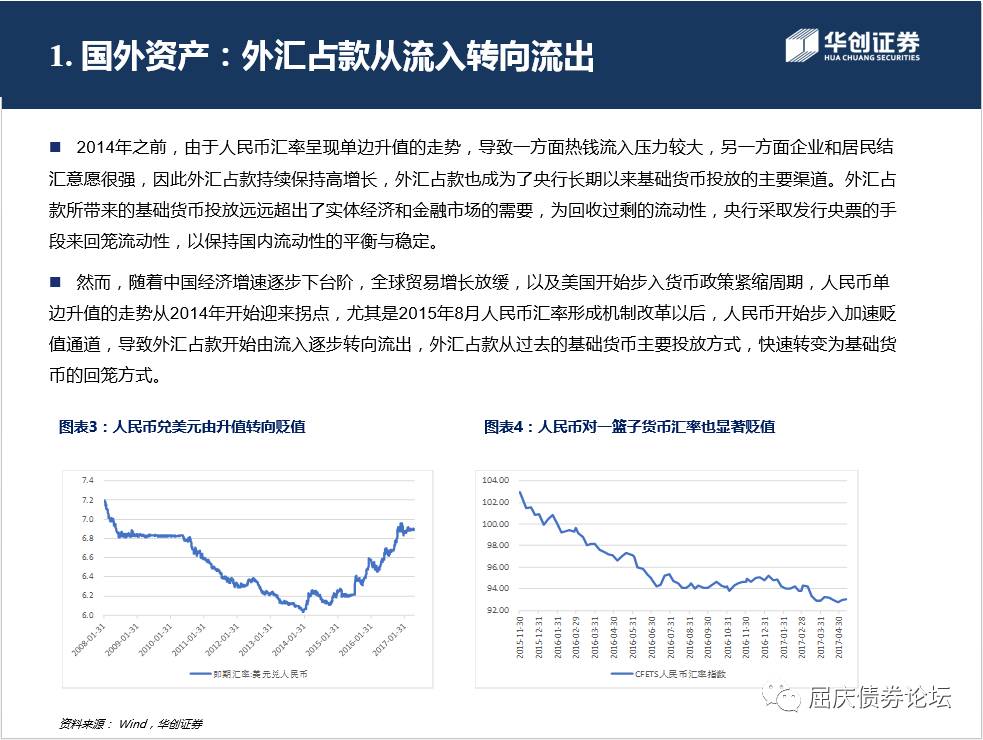 1. 国外资产：外汇占款从流入转向流出
华创证券
HUA CHUANG SECURITIES
2014年之前，由于人民币汇率呈现单边升值的走势，导致一方面热钱流入压力较大，另一方面企业和居民结
汇意愿很强，因此外汇占款持续保持高增长，外汇占款也成为了央行长期以来基础货币投放的主要渠道。外汇占
款所带来的基础货币投放远远超出了实体经济和金融市场的需要，为回收过剩的流动性，央行采取发行央票的手
段来回笼流动性，以保持国内流动性的平衡与稳定。
然而，随着中国经济增速逐步下台阶，全球贸易增长放缓，以及美国开始步入货币政策紧缩周期，人民币单
边升值的走势从2014年开始迎来拐点，尤其是2015年8月人民币汇率形成机制改革以后，人民币开始步入加速贬
值通道，导致外汇占款开始由流入逐步转向流出，外汇占款从过去的基础货币主要投放方式，快速转变为基础货
币的回笼方式。
图表3：人民币兑美元由升值转向贬值
7.4
7.2
7.0
6.8
6.6
6.4
6.2
6.0
2008-01-31
2009-01-31
2010-01-31
2011-01-31
2012-01-31
2013-01-31
2014-01-31
2015-01-31
2016-01-31
2017-01-31
即期汇率:美元兑人民币
图表4：人民币对一篮子货币汇率也显著贬值
104.00
102.00
100.00
98.00
96.00
94.00
92.00
2015-11-30
2015-12-31
2016-01-31
2016-02-29
2016-03-31
2016-04-30
2016-05-31
2016-06-30
2016-07-31
2016-08-31
2016-09-30
2016-10-31
2016-11-30
2016-12-31
2017-01-31
2017-02-28
2017-03-31
2017-04-30
CFETS人民币汇率指数
屈庆债券论坛
资料来源： Wind，华创证券